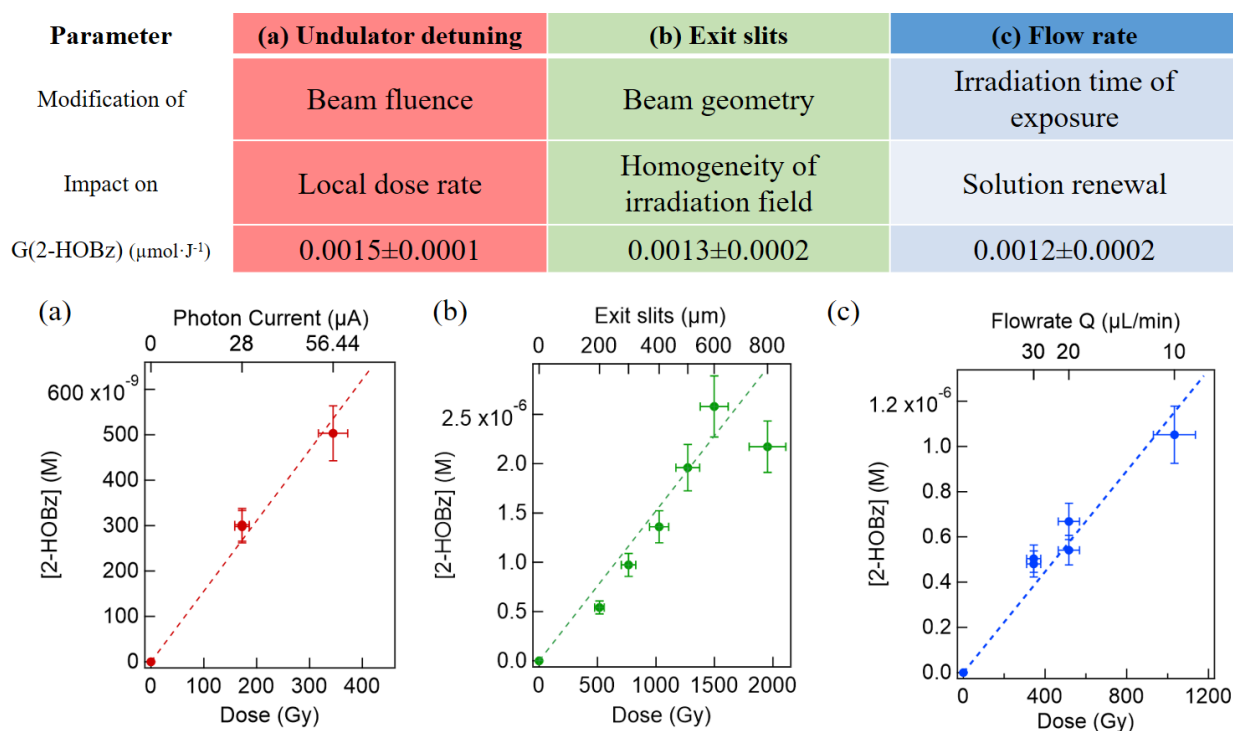 Parameter (a) Undulator detuning (b) Exit slits (c) Flow rate
Modification of Beam fluence Beam geometry Irradiation time of
exposure
Impact on Local dose rate Homogeneity of
irradiation field Solution renewal
G(2-HOBz) (µmol·J⁻¹) 0.0015±0.0001 0.0013±0.0002 0.0012±0.0002
(a)
Photon Current (µA)
0 28 56.44
600 x10⁻⁹
500
400
300
200
100
0
[2-HOBz] (M)
0 100 200 300 400
Dose (Gy)
(b)
Exit slits (µm)
0 200 400 600 800
2.5 x10⁻⁶
2.0
1.5
1.0
0.5
0.0
[2-HOBz] (M)
0 500 1000 1500 2000
Dose (Gy)
(c)
Flowrate Q (µL/min)
30 20 10
1.2 x10⁻⁶
1.0
0.8
0.6
0.4
0.2
0.0
[2-HOBz] (M)
0 400 800 1200
Dose (Gy)